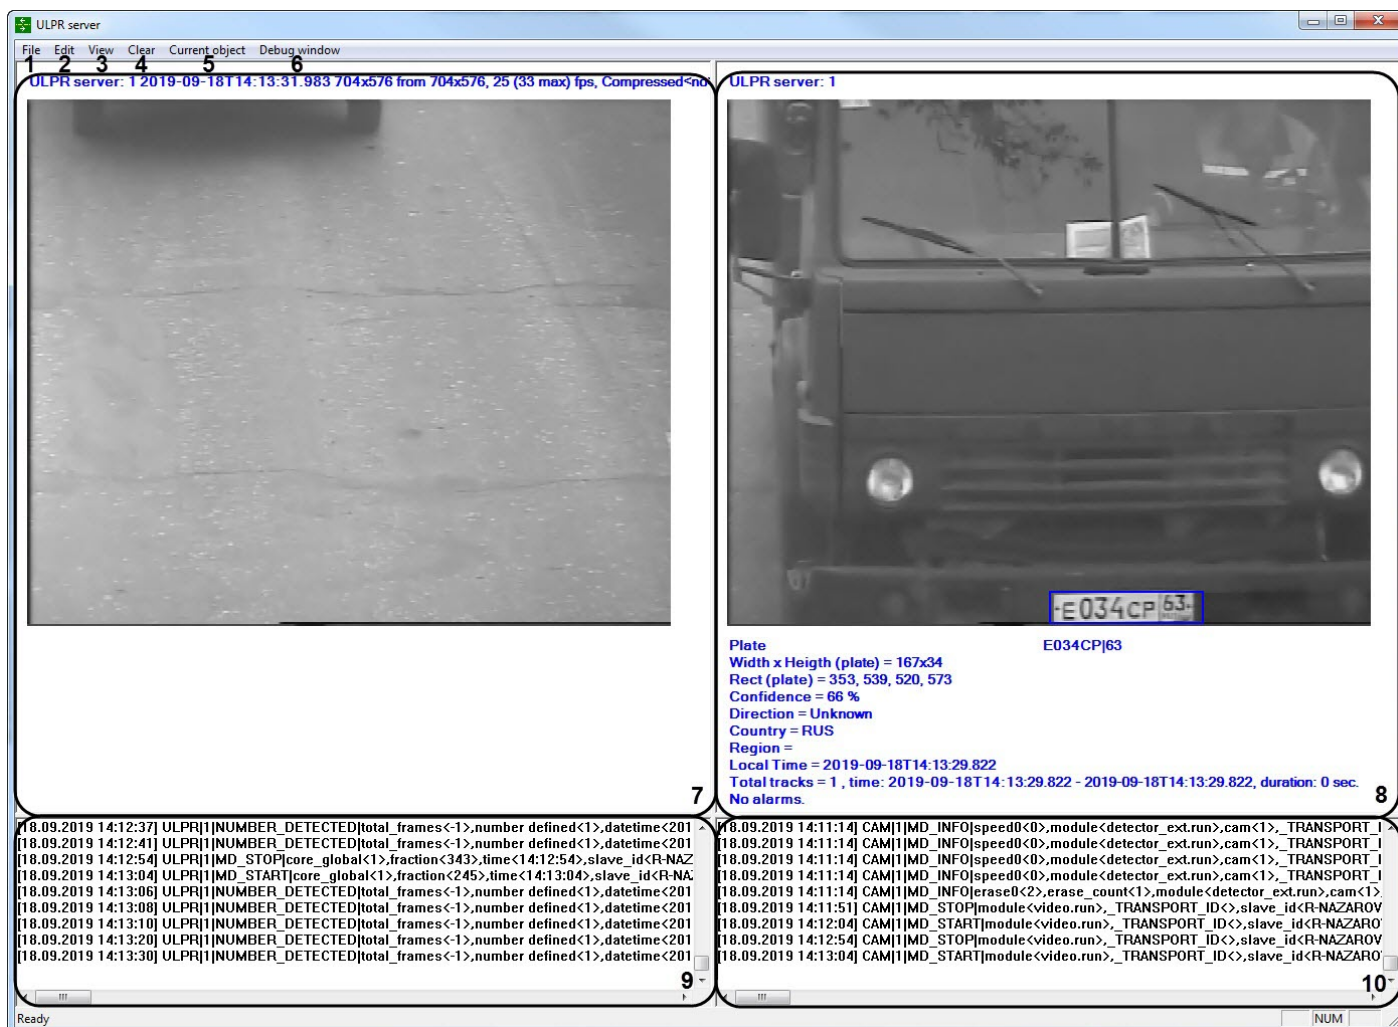 ULPR server
File Edit View Clear Current object Debug window
1 2 3 4 5 6
ULPR server: 1 2019-09-18T14:13:31.983 704x576 from 704x576, 25 (33 max) fps, Compressed<no
ULPR server: 1
E034CP 63
Plate E034CP|63
Width x Heigth (plate) = 167x34
Rect (plate) = 353, 539, 520, 573
Confidence = 66 %
Direction = Unknown
Country = RUS
Region =
Local Time = 2019-09-18T14:13:29.822
Total tracks = 1 , time: 2019-09-18T14:13:29.822 - 2019-09-18T14:13:29.822, duration: 0 sec.
No alarms.
7
8
[18.09.2019 14:12:37] ULPR|1|NUMBER_DETECTED|total_frames<-1>,number defined<1>,datetime<201
[18.09.2019 14:12:41] ULPR|1|NUMBER_DETECTED|total_frames<-1>,number defined<1>,datetime<201
[18.09.2019 14:12:54] ULPR|1|MD_STOP|core_global<1>,fraction<343>,time<14:12:54>,slave_id<R-NAZ
[18.09.2019 14:13:04] ULPR|1|MD_START|core_global<1>,fraction<245>,time<14:13:04>,slave_id<R-NA
[18.09.2019 14:13:06] ULPR|1|NUMBER_DETECTED|total_frames<-1>,number defined<1>,datetime<201
[18.09.2019 14:13:08] ULPR|1|NUMBER_DETECTED|total_frames<-1>,number defined<1>,datetime<201
[18.09.2019 14:13:10] ULPR|1|NUMBER_DETECTED|total_frames<-1>,number defined<1>,datetime<201
[18.09.2019 14:13:20] ULPR|1|NUMBER_DETECTED|total_frames<-1>,number defined<1>,datetime<201
[18.09.2019 14:13:30] ULPR|1|NUMBER_DETECTED|total_frames<-1>,number defined<1>,datetime<201
9
[18.09.2019 14:11:14] CAM|1|MD_INFO|speed0<0>,module<detector_ext.run>,cam<1>,_TRANSPORT_I
[18.09.2019 14:11:14] CAM|1|MD_INFO|speed0<0>,module<detector_ext.run>,cam<1>,_TRANSPORT_I
[18.09.2019 14:11:14] CAM|1|MD_INFO|speed0<0>,module<detector_ext.run>,cam<1>,_TRANSPORT_I
[18.09.2019 14:11:14] CAM|1|MD_INFO|speed0<0>,module<detector_ext.run>,cam<1>,_TRANSPORT_I
[18.09.2019 14:11:14] CAM|1|MD_INFO|erase0<2>,erase_count<1>,module<detector_ext.run>,cam<1>,
[18.09.2019 14:11:51] CAM|1|MD_STOP|module<video.run>,_TRANSPORT_ID<>,slave_id<R-NAZAROV
[18.09.2019 14:12:04] CAM|1|MD_START|module<video.run>,_TRANSPORT_ID<>,slave_id<R-NAZARO
[18.09.2019 14:12:54] CAM|1|MD_STOP|module<video.run>,_TRANSPORT_ID<>,slave_id<R-NAZAROV
[18.09.2019 14:13:04] CAM|1|MD_START|module<video.run>,_TRANSPORT_ID<>,slave_id<R-NAZARO
10
Ready NUM